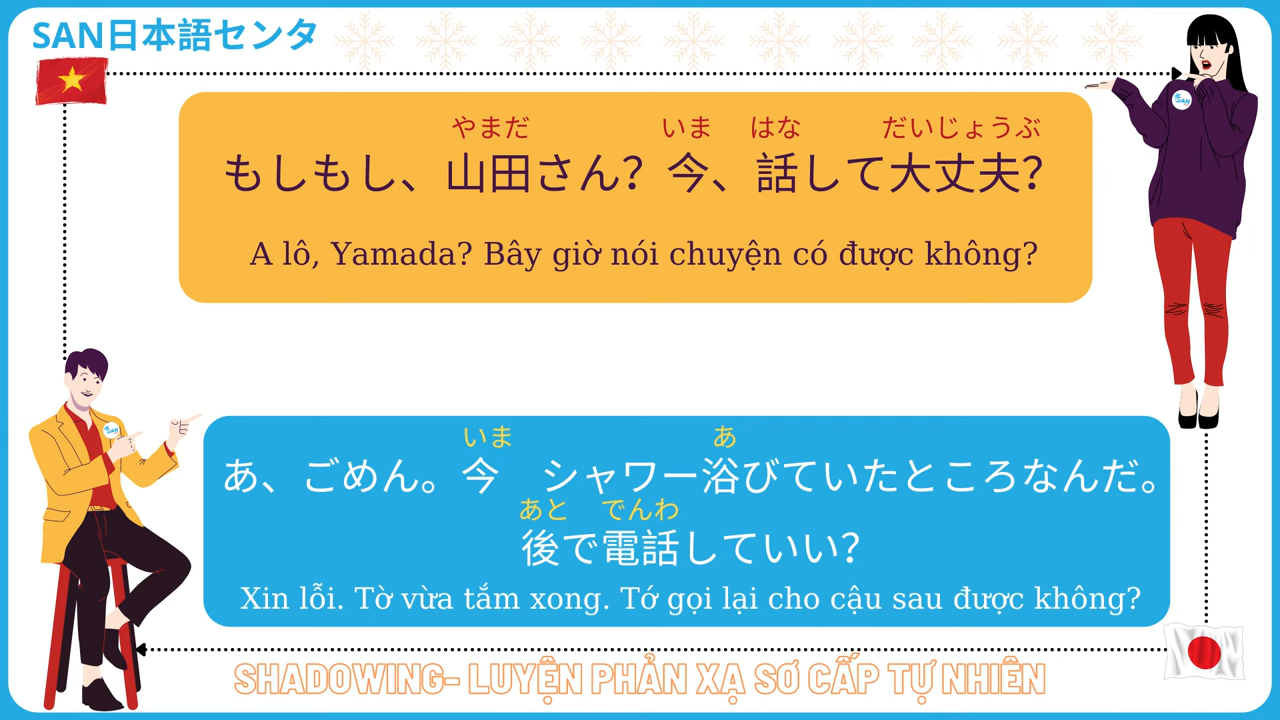 SAN日本語センタ
やまだ いま はな だいじょうぶ
もしもし、山田さん？今、話して大丈夫？
A lô, Yamada? Bây giờ nói chuyện có được không?
SAN
SAN
いま あ
あ、ごめん。今 シャワー浴びていたところなんだ。
あと でんわ
後で電話していい？
Xin lỗi. Tờ vừa tắm xong. Tớ gọi lại cho cậu sau được không?
SHADOWING- LUYỆN PHẢN XẠ SƠ CẤP TỰ NHIÊN